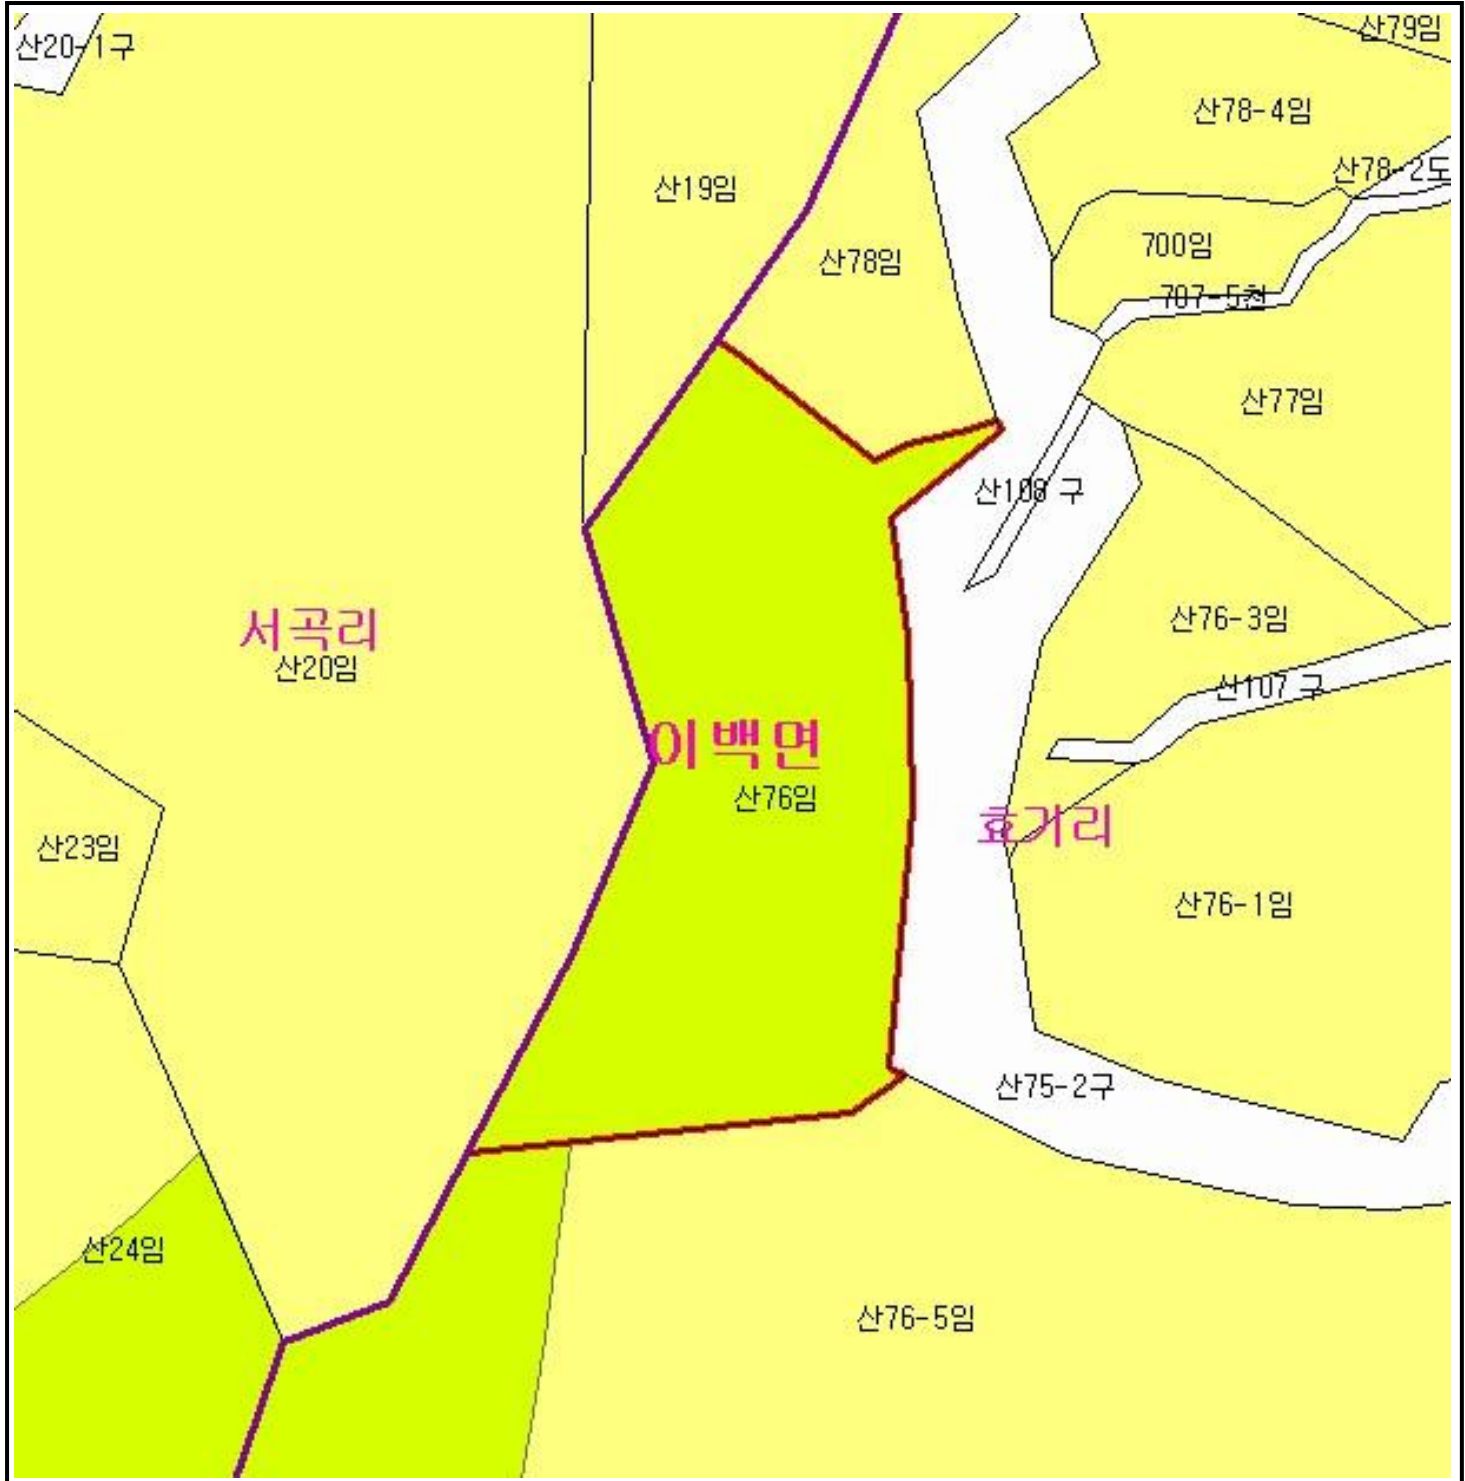 산79임
산20-1구
산78-4임
산78-2도
산19임
700임
산78임
707-5천
산77임
산108 구
산76-3임
서곡리
산20임
산107 구
이백면
산76임
효기리
산23임
산76-1임
산75-2구
산24임
산76-5임